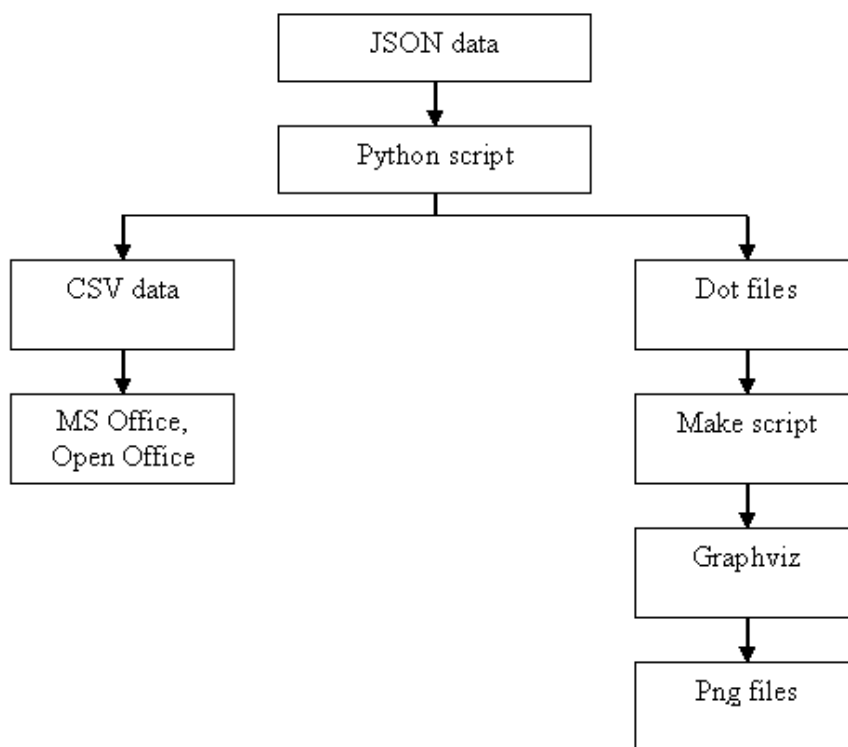 JSON data
Python script
CSV data
Dot files
MS Office,
Open Office
Make script
Graphviz
Png files